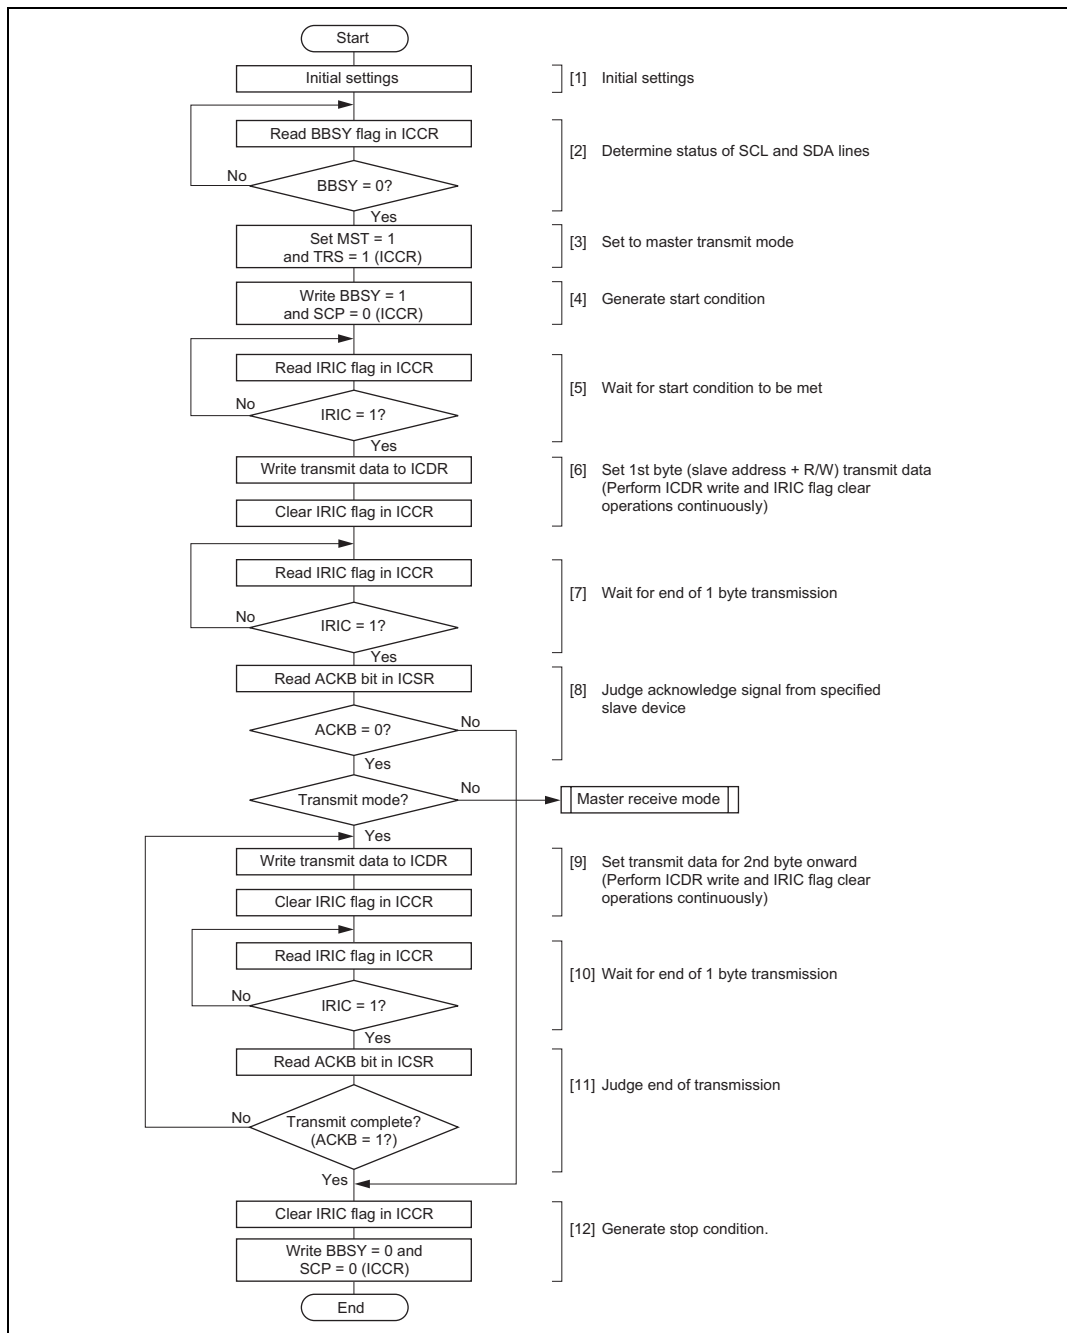 Start
Initial settings
[1] Initial settings
Read BBSY flag in ICCR
[2] Determine status of SCL and SDA lines
No
BBSY = 0?
Yes
Set MST = 1
and TRS = 1 (ICCR)
[3] Set to master transmit mode
Write BBSY = 1
and SCP = 0 (ICCR)
[4] Generate start condition
Read IRIC flag in ICCR
[5] Wait for start condition to be met
No
IRIC = 1?
Yes
Write transmit data to ICDR
[6] Set 1st byte (slave address + R/W) transmit data
(Perform ICDR write and IRIC flag clear
operations continuously)
Clear IRIC flag in ICCR
Read IRIC flag in ICCR
[7] Wait for end of 1 byte transmission
No
IRIC = 1?
Yes
Read ACKB bit in ICSR
[8] Judge acknowledge signal from specified
slave device
ACKB = 0?
No
Yes
Transmit mode?
No
Master receive mode
Yes
Write transmit data to ICDR
[9] Set transmit data for 2nd byte onward
(Perform ICDR write and IRIC flag clear
operations continuously)
Clear IRIC flag in ICCR
Read IRIC flag in ICCR
[10] Wait for end of 1 byte transmission
No
IRIC = 1?
Yes
Read ACKB bit in ICSR
[11] Judge end of transmission
No
Transmit complete?
(ACKB = 1?)
Yes
Clear IRIC flag in ICCR
[12] Generate stop condition.
Write BBSY = 0 and
SCP = 0 (ICCR)
End